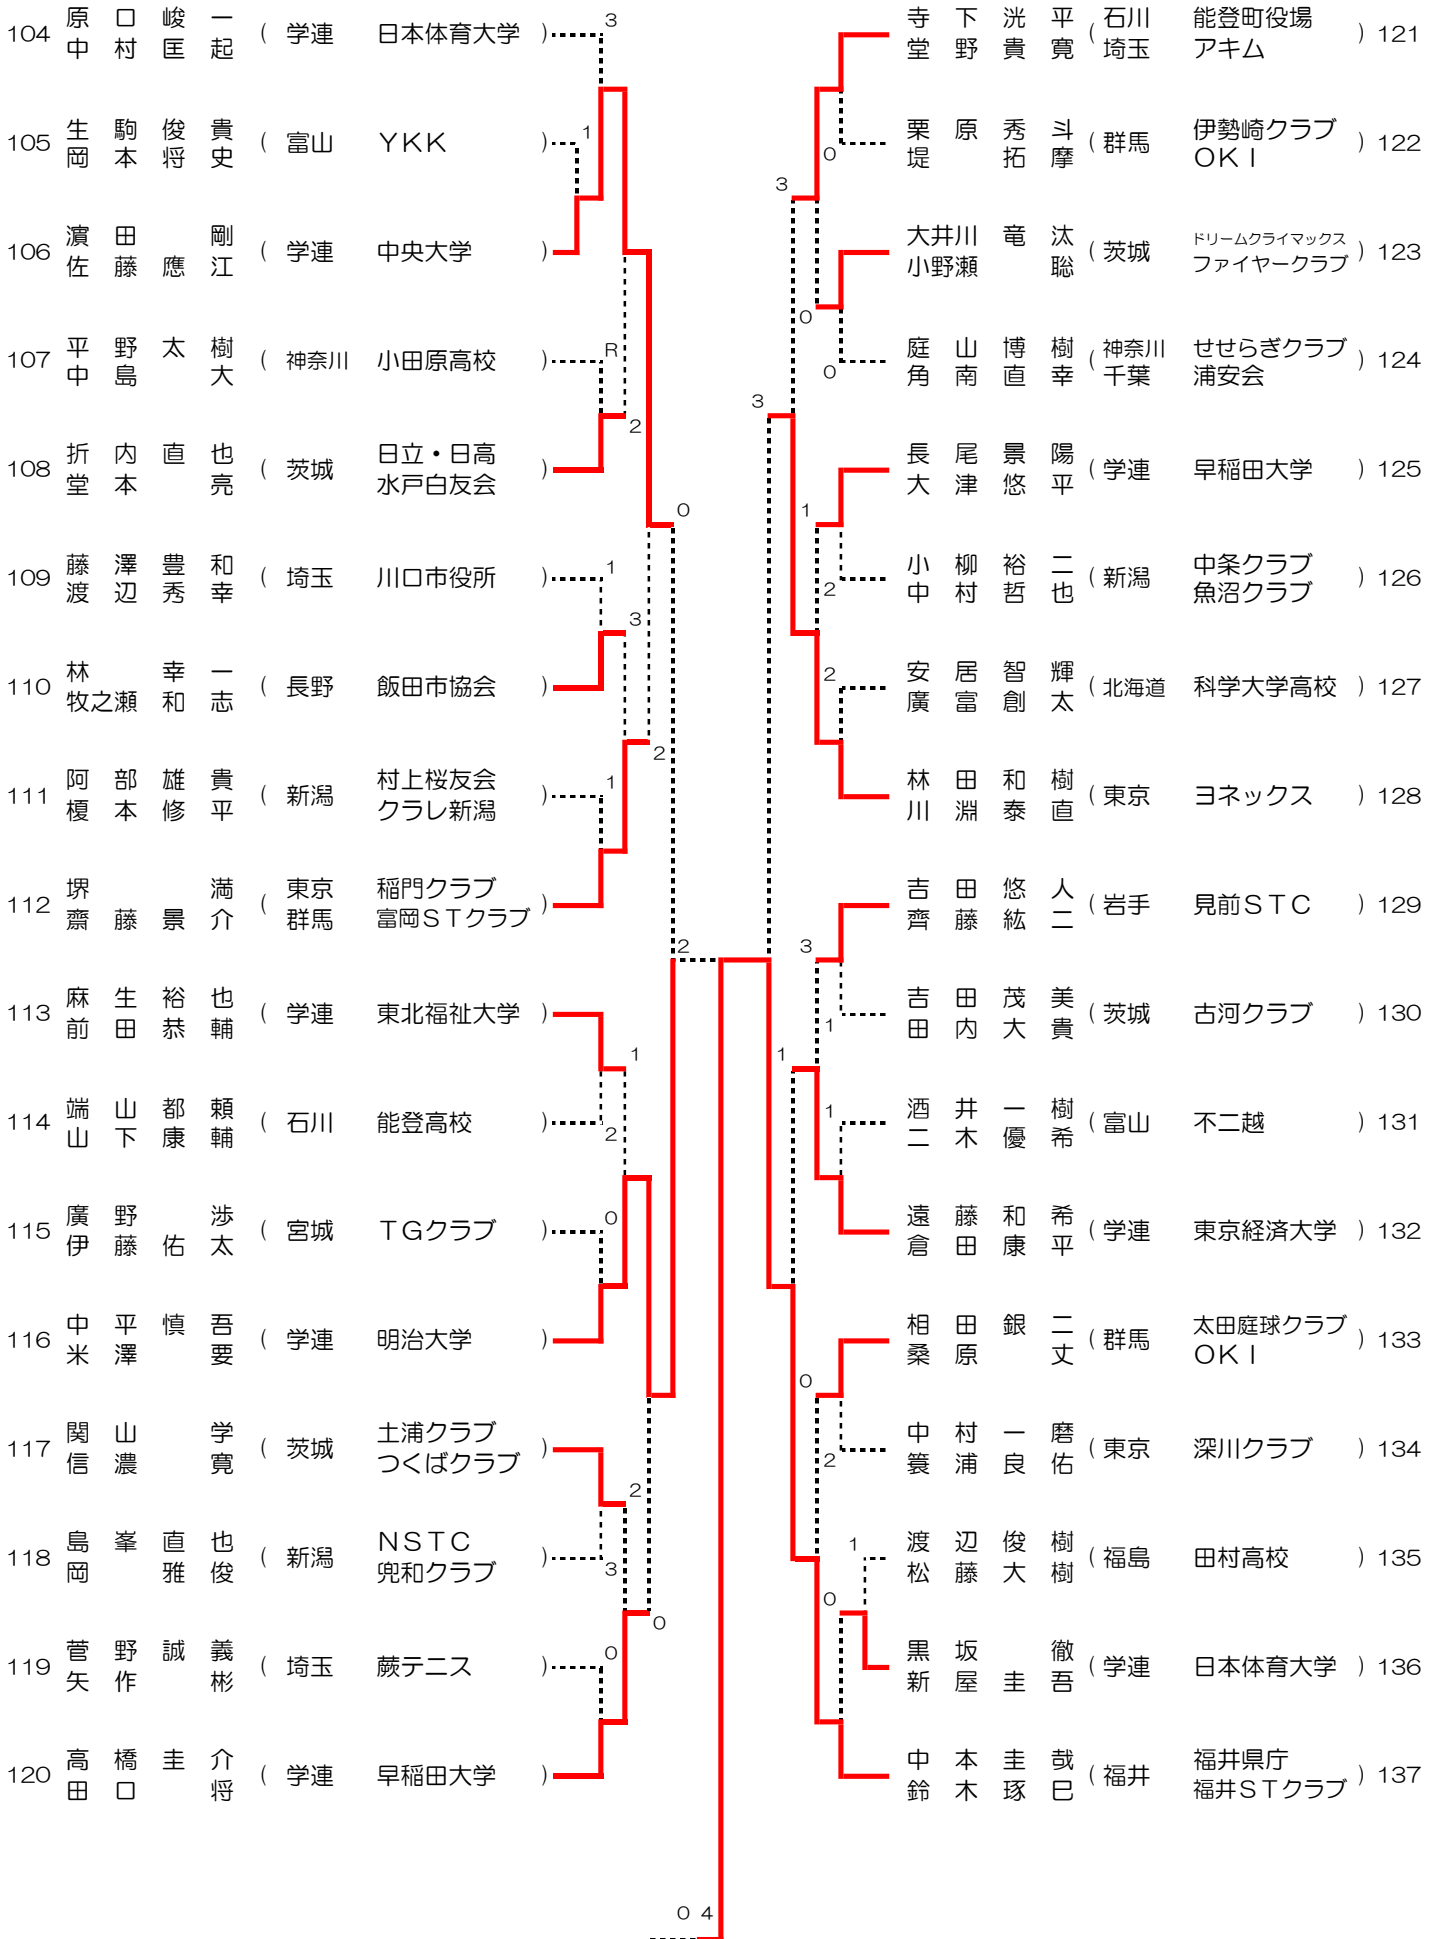 104 原口峻一 ( 学連 日本体育大学 ) 3
中村匡起
105 生駒俊貴 ( 富山 YKK ) 1
岡本将史
106 濵田剛 ( 学連 中央大学 )
佐藤應江
107 平野太樹 ( 神奈川 小田原高校 ) R
中島大
2
108 折内直也 ( 茨城 日立・日高 )
堂本亮 水戸白友会
0
109 藤澤豊和 ( 埼玉 川口市役所 ) 1
渡辺秀幸
3
110 林幸一 ( 長野 飯田市協会 )
牧之瀬和志
2
111 阿部雄貴 ( 新潟 村上桜友会 ) 1
榎本修平 クラレ新潟
112 堺満 ( 東京 稲門クラブ )
齋藤景介 群馬 富岡STクラブ
2
113 麻生裕也 ( 学連 東北福祉大学 )
前田恭輔
1
114 端山都頼 ( 石川 能登高校 ) 2
山下康輔
115 廣野渉 ( 宮城 TGクラブ ) 0
伊藤佑太
116 中平慎吾 ( 学連 明治大学 )
米澤要
117 関山学 ( 茨城 土浦クラブ )
信濃寛 つくばクラブ
2
118 島峯直也 ( 新潟 NSTC ) 3
岡雅俊 兜和クラブ
0
119 菅野誠義 ( 埼玉 蕨テニス ) 0
矢作彬
120 高橋圭介 ( 学連 早稲田大学 )
田口将
0 4
寺下洸平 ( 石川 能登町役場 ) 121
堂野貴寛 埼玉 アキム
0 栗原秀斗 ( 群馬 伊勢崎クラブ ) 122
堤拓摩 OKI
3
大井川竜汰 ( 茨城 ドリームクライマックス ) 123
小野瀬聡 ファイヤークラブ
0
0 庭山博樹 ( 神奈川 せせらぎクラブ ) 124
角南直幸 千葉 浦安会
3
長尾景陽 ( 学連 早稲田大学 ) 125
大津悠平
1
2 小柳裕二 ( 新潟 中条クラブ ) 126
中村哲也 魚沼クラブ
2 安居智輝 ( 北海道 科学大学高校 ) 127
廣富創太
林田和樹 ( 東京 ヨネックス ) 128
川淵泰直
吉田悠人 ( 岩手 見前STC ) 129
齊藤紘二
3
1 吉田茂美 ( 茨城 古河クラブ ) 130
田内大貴
1
1 酒井一樹 ( 富山 不二越 ) 131
二木優希
遠藤和希 ( 学連 東京経済大学 ) 132
倉田康平
相田銀二 ( 群馬 太田庭球クラブ ) 133
桑原丈 OKI
0
2 中村一磨 ( 東京 深川クラブ ) 134
簑浦良佑
1 渡辺俊樹 ( 福島 田村高校 ) 135
松藤大樹
0
黒坂徹 ( 学連 日本体育大学 ) 136
新屋圭吾
中本圭哉 ( 福井 福井県庁 ) 137
鈴木琢巳 福井STクラブ